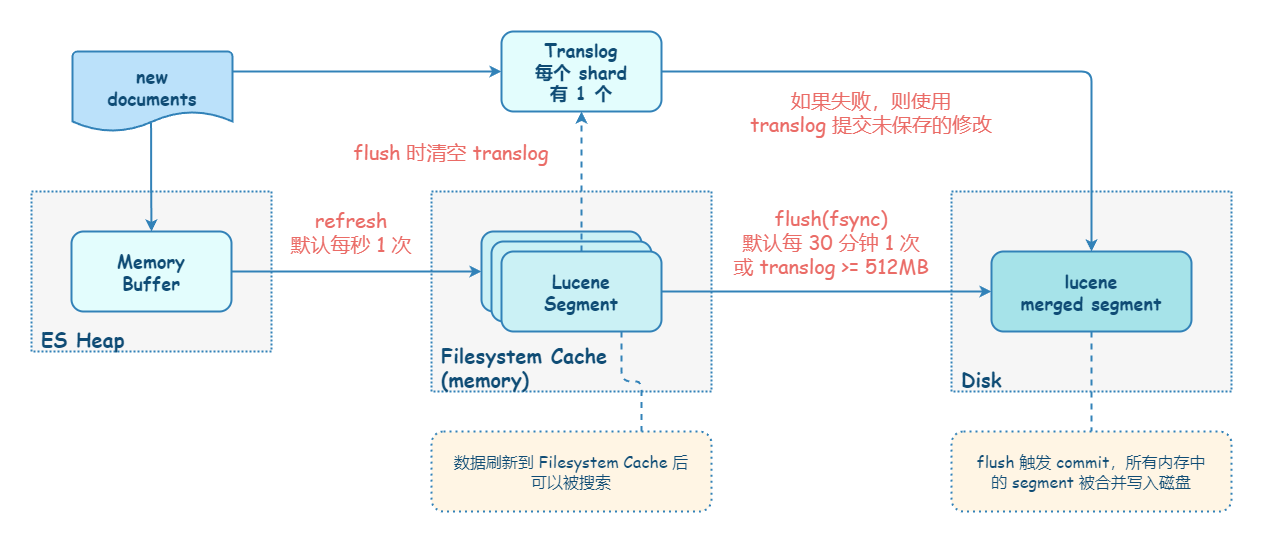 new
documents
Translog
每个 shard
有 1 个
如果失败，则使用
translog 提交未保存的修改
flush 时清空 translog
refresh
默认每秒 1 次
flush(fsync)
默认每 30 分钟 1 次
或 translog >= 512MB
Memory
Buffer
ES Heap
Lucene
Segment
Filesystem Cache
(memory)
lucene
merged segment
Disk
数据刷新到 Filesystem Cache 后
可以被搜索
flush 触发 commit，所有内存中
的 segment 被合并写入磁盘